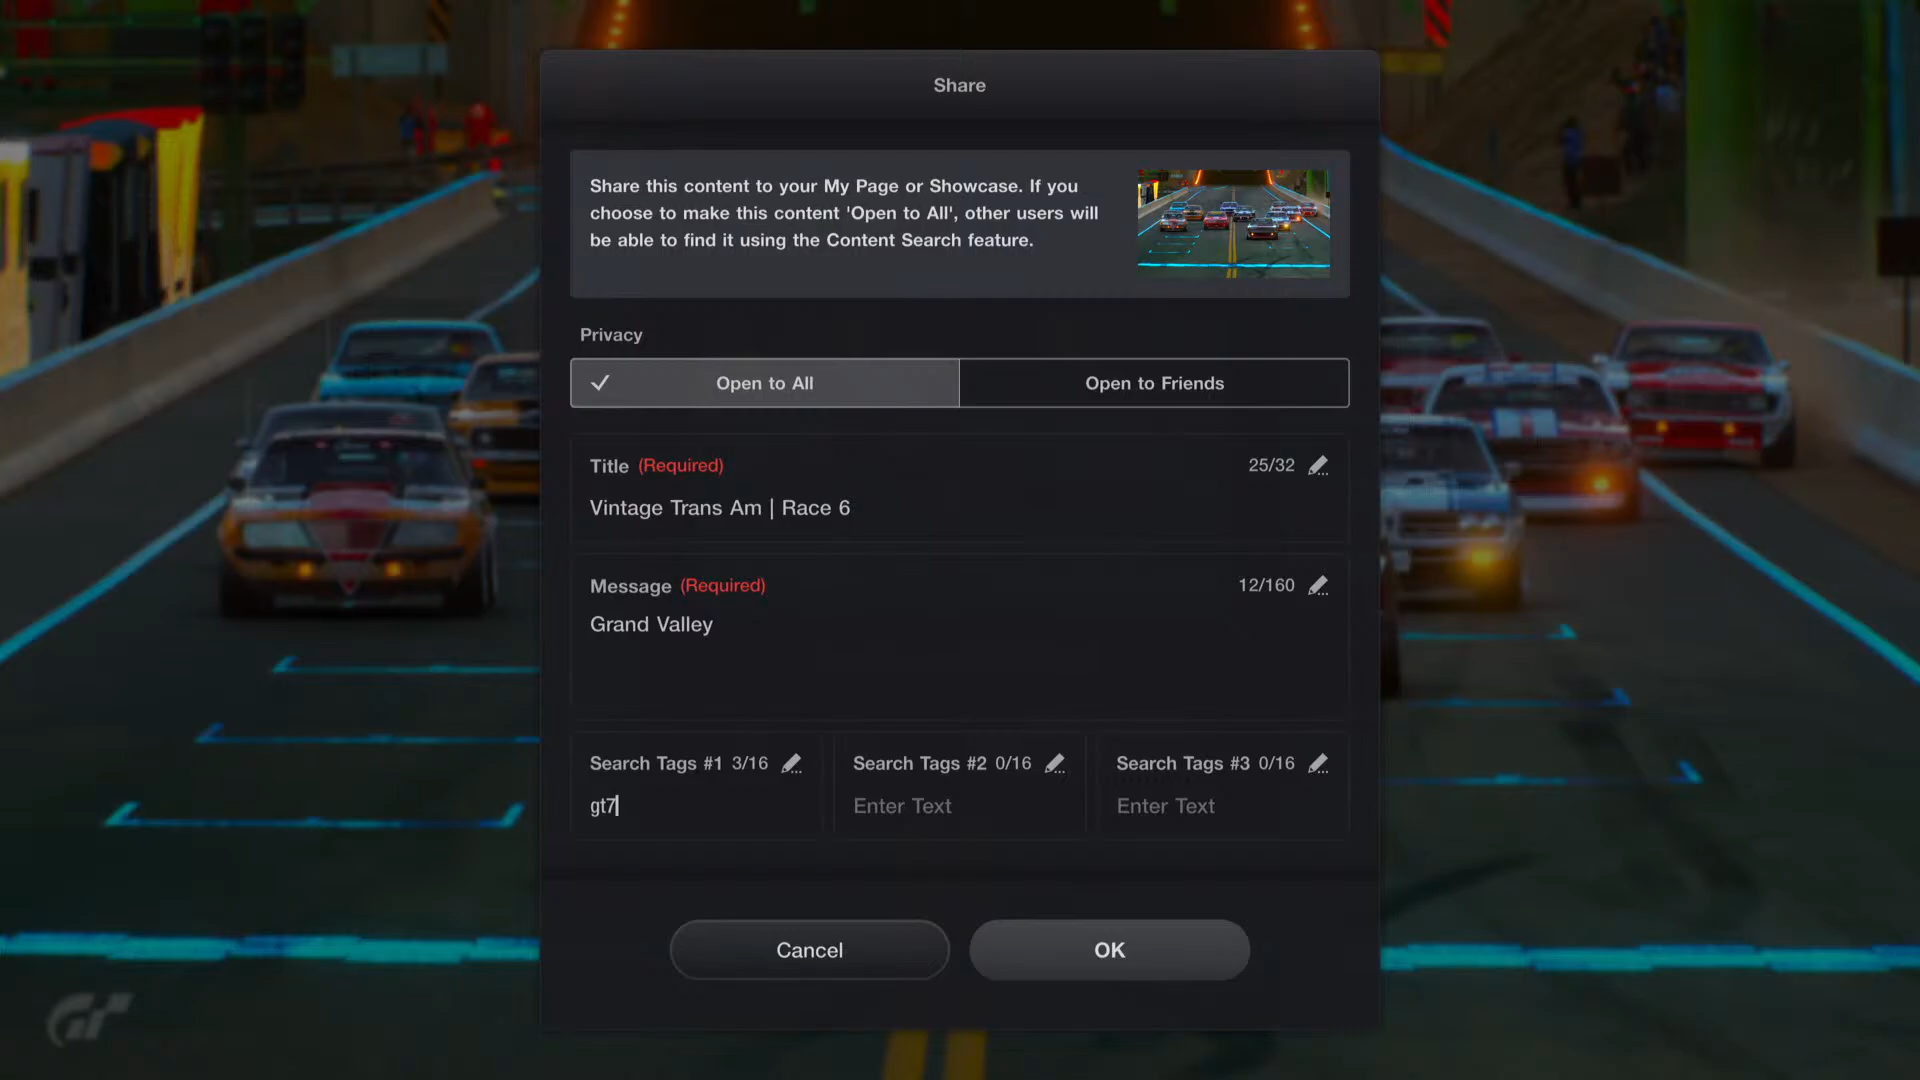 Share
Share this content to your My Page or Showcase. If you
choose to make this content 'Open to All', other users will
be able to find it using the Content Search feature.
Privacy
Open to All
Open to Friends
Title (Required) 25/32
Vintage Trans Am | Race 6
Message (Required) 12/160
Grand Valley
Search Tags #1 3/16
gt7
Search Tags #2 0/16
Enter Text
Search Tags #3 0/16
Enter Text
Cancel
OK
GT